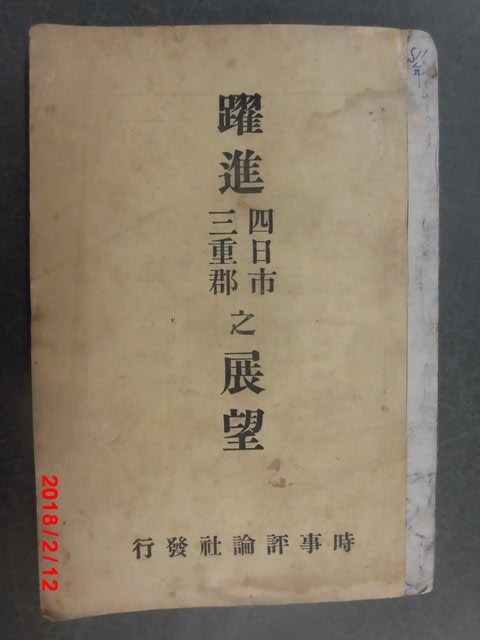 躍進
四日市
三重郡
之
展望
時事評論社發行
2018/2/12